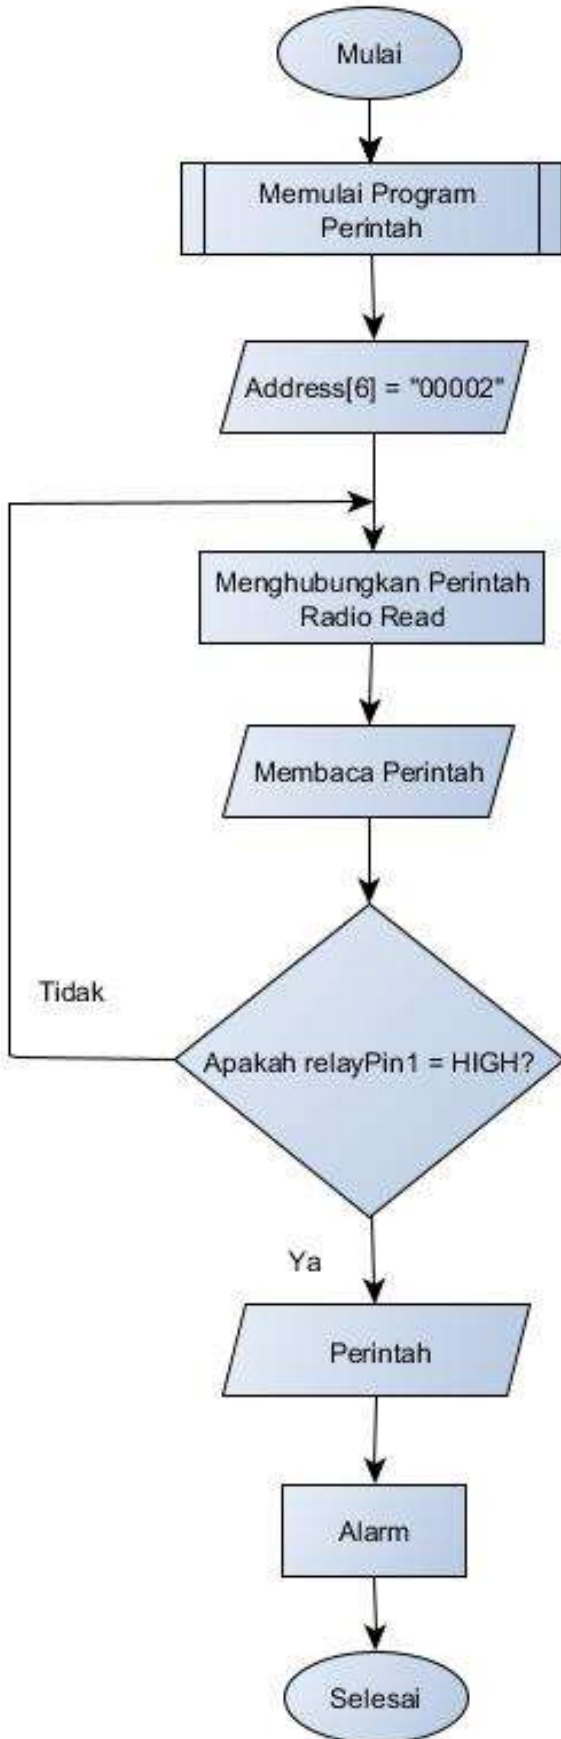 Mulai
Memulai Program
Perintah
Address[6] = "00002"
Menghubungkan Perintah
Radio Read
Membaca Perintah
Tidak
Apakah relayPin1 = HIGH?
Ya
Perintah
Alarm
Selesai